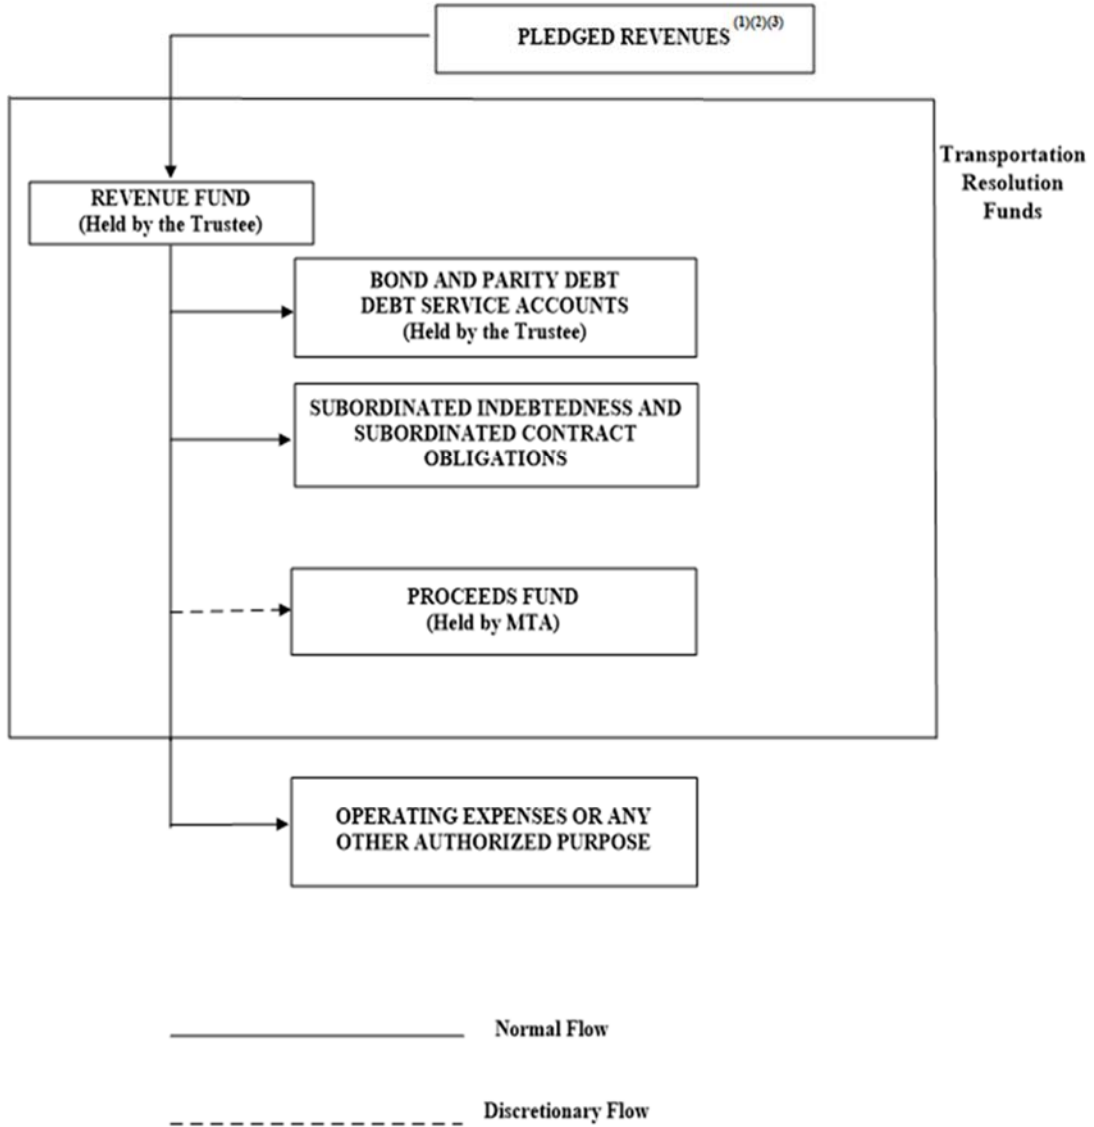 PLEDGED REVENUES (1)(2)(3)
Transportation
Resolution
Funds
REVENUE FUND
(Held by the Trustee)
BOND AND PARITY DEBT
DEBT SERVICE ACCOUNTS
(Held by the Trustee)
SUBORDINATED INDEBTEDNESS AND
SUBORDINATED CONTRACT
OBLIGATIONS
PROCEEDS FUND
(Held by MTA)
OPERATING EXPENSES OR ANY
OTHER AUTHORIZED PURPOSE
Normal Flow
Discretionary Flow